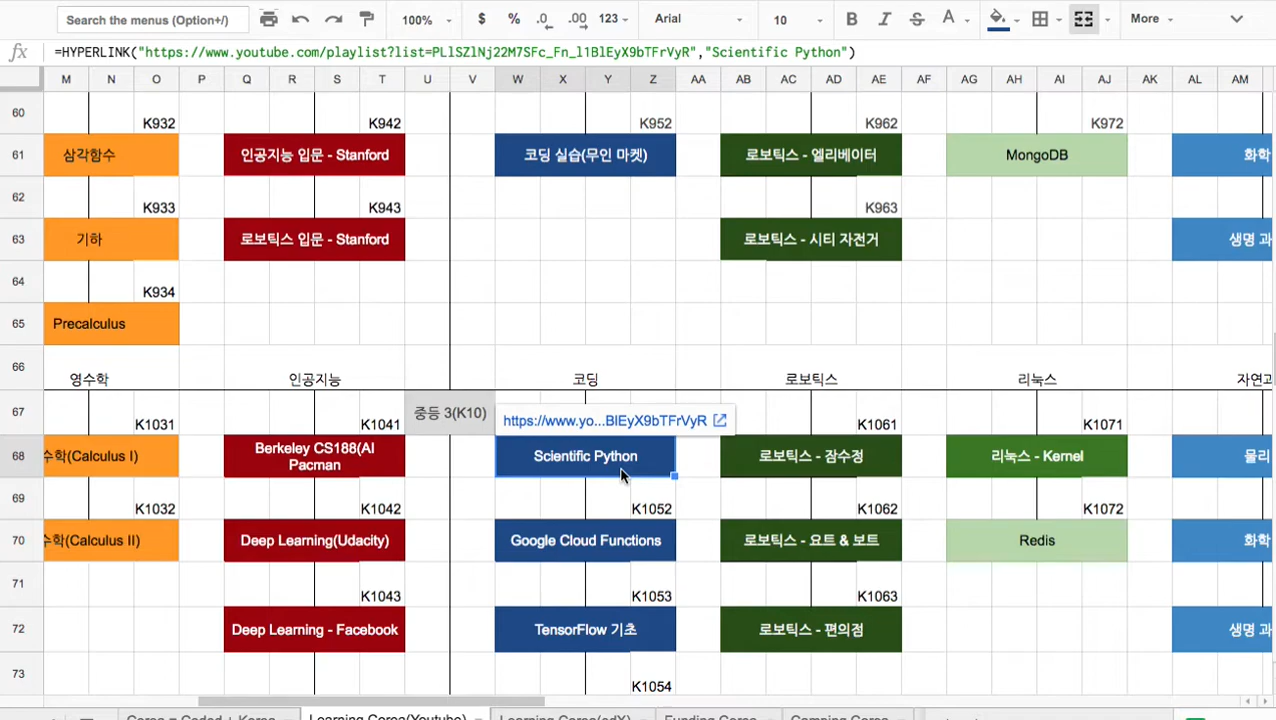 Search the menus (Option+/)
100%
$ % .0 .00 123
Arial
10
B I S A
More
fx =HYPERLINK("https://www.youtube.com/playlist?list=PLlSZlNj22M7SFc_Fn_l1BlEyX9bTFrVyR","Scientific Python")
M N O P Q R S T U V W X Y Z AA AB AC AD AE AF AG AH AI AJ AK AL AM
60 K932 K942 K952 K962 K972
61 삼각함수 인공지능 입문 - Stanford 코딩 실습(무인 마켓) 로보틱스 - 엘리베이터 MongoDB 화학
62 K933 K943 K963
63 기하 로보틱스 입문 - Stanford 로보틱스 - 시티 자전거 생명 과
64 K934
65 Precalculus
66 영수학 인공지능 코딩 로보틱스 리눅스 자연과
67 K1031 K1041 중등 3(K10) https://www.yo...BlEyX9bTFrVyR K1061 K1071
68 수학(Calculus I) Berkeley CS188(AI
Pacman Scientific Python 로보틱스 - 잠수정 리눅스 - Kernel 물리
69 K1032 K1042 K1052 K1062 K1072
70 수학(Calculus II) Deep Learning(Udacity) Google Cloud Functions 로보틱스 - 요트 & 보트 Redis 화학
71 K1043 K1053 K1063
72 Deep Learning - Facebook TensorFlow 기초 로보틱스 - 편의점 생명 과
73 K1054
Learning Corea(Youtube)